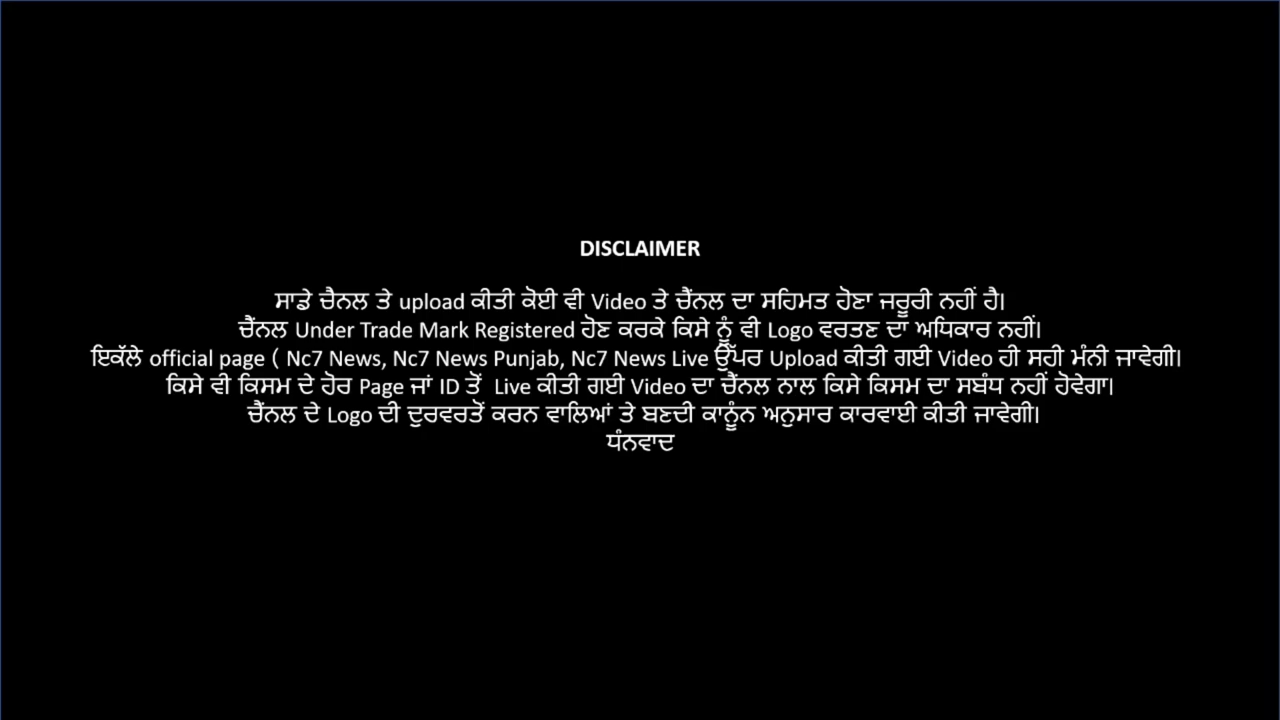 DISCLAIMER
ਸਾਡੇ ਚੈਨਲ ਤੇ upload ਕੀਤੀ ਕੋਈ ਵੀ Video ਤੇ ਚੈਂਨਲ ਦਾ ਸਹਿਮਤ ਹੋਣਾ ਜਰੂਰੀ ਨਹੀਂ ਹੈ।
ਚੈਂਨਲ Under Trade Mark Registered ਹੋਣ ਕਰਕੇ ਕਿਸੇ ਨੂੰ ਵੀ Logo ਵਰਤਣ ਦਾ ਅਧਿਕਾਰ ਨਹੀਂ।
ਇਕੱਲੇ official page ( Nc7 News, Nc7 News Punjab, Nc7 News Live ਉੱਪਰ Upload ਕੀਤੀ ਗਈ Video ਹੀ ਸਹੀ ਮੰਨੀ ਜਾਵੇਗੀ।
ਕਿਸੇ ਵੀ ਕਿਸਮ ਦੇ ਹੋਰ Page ਜਾਂ ID ਤੋਂ Live ਕੀਤੀ ਗਈ Video ਦਾ ਚੈਂਨਲ ਨਾਲ ਕਿਸੇ ਕਿਸਮ ਦਾ ਸਬੰਧ ਨਹੀਂ ਹੋਵੇਗਾ।
ਚੈਂਨਲ ਦੇ Logo ਦੀ ਦੁਰਵਰਤੋਂ ਕਰਨ ਵਾਲਿਆਂ ਤੇ ਬਣਦੀ ਕਾਨੂੰਨ ਅਨੁਸਾਰ ਕਾਰਵਾਈ ਕੀਤੀ ਜਾਵੇਗੀ।
ਧੰਨਵਾਦ